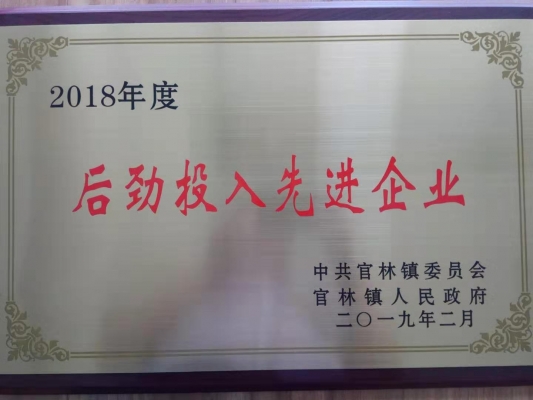 2018年度
后劲投入先进企业
中共官林镇委员会
官林镇人民政府
二〇一九年二月